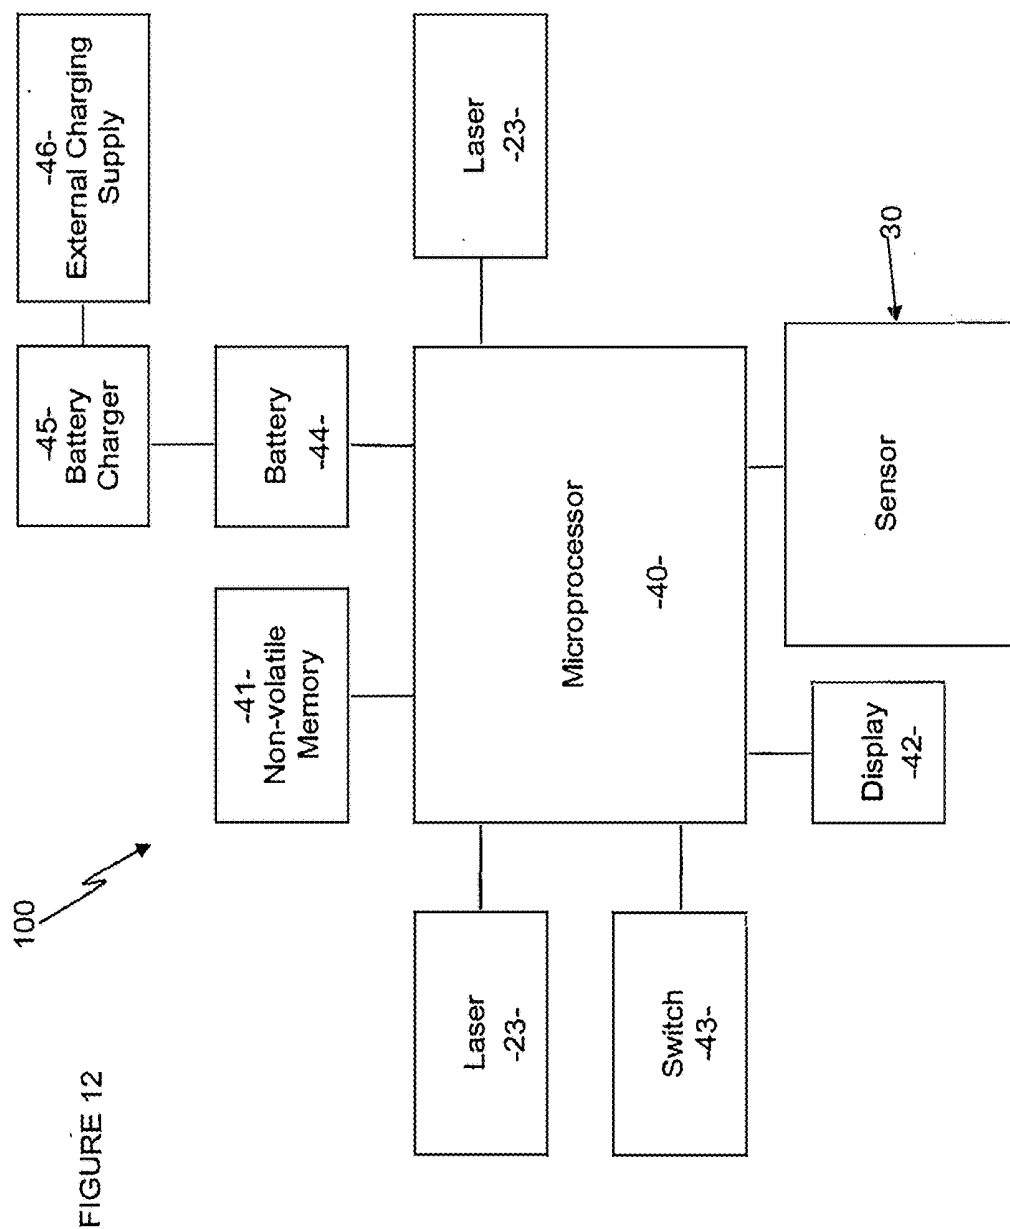 FIGURE 12
100
-46-
External Charging
Supply
-45-
Battery
Charger
-41-
Non-volatile
Memory
Battery
-44-
Laser
-23-
Microprocessor
-40-
Laser
-23-
Switch
-43-
Display
-42-
Sensor
30